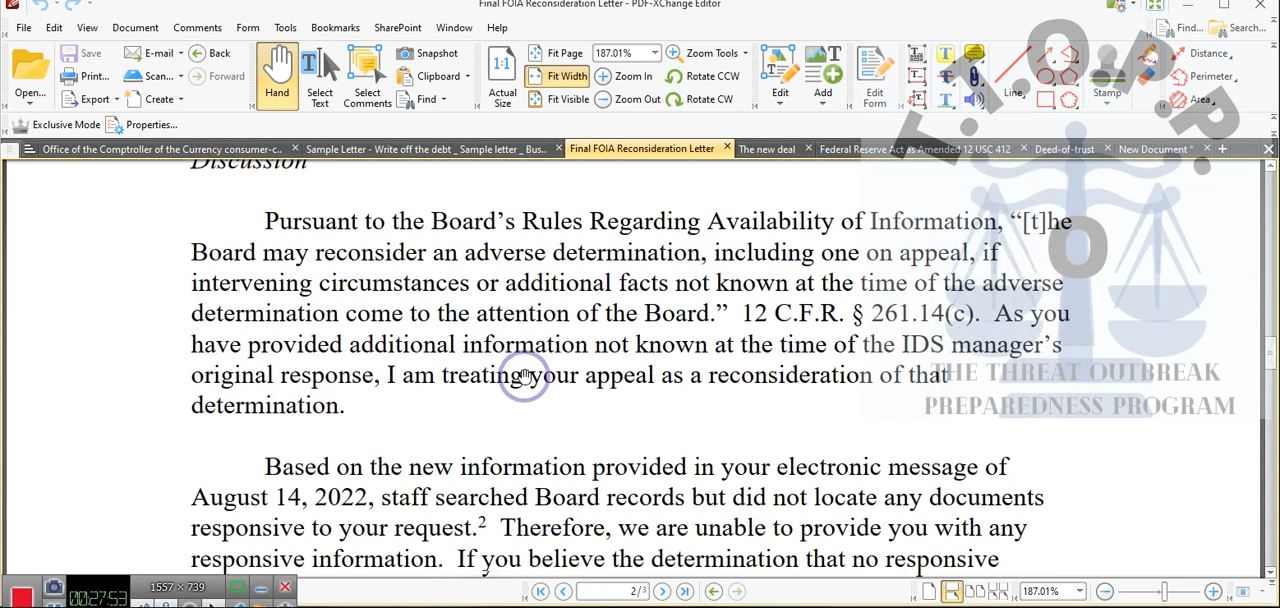 Final FOIA Reconsideration Letter - PDF-XChange Editor
File Edit View Document Comments Form Tools Bookmarks SharePoint Window Help
Find... Search...
Open... Save Print... Export E-mail Scan... Create Back Forward
Hand Select Text Select Comments Snapshot Clipboard Find
1:1 Actual Size Fit Page Fit Width Fit Visible 187.01% Zoom In Zoom Out Zoom Tools Rotate CCW Rotate CW
Edit Add Edit Form Line Stamp Distance Perimeter Area
Exclusive Mode Properties...
Office of the Comptroller of the Currency consumer-c... Sample Letter - Write off the debt _ Sample letter _ Bus... Final FOIA Reconsideration Letter The new deal Federal Reserve Act as Amended 12 USC 412 Deed-of-trust New Document *
T.I.O.P.P.
Discussion
Pursuant to the Board’s Rules Regarding Availability of Information, “[t]he
Board may reconsider an adverse determination, including one on appeal, if
intervening circumstances or additional facts not known at the time of the adverse
determination come to the attention of the Board.” 12 C.F.R. § 261.14(c). As you
have provided additional information not known at the time of the IDS manager’s
original response, I am treating your appeal as a reconsideration of that
determination.
THE THREAT OUTBREAK
PREPAREDNESS PROGRAM
Based on the new information provided in your electronic message of
August 14, 2022, staff searched Board records but did not locate any documents
responsive to your request.2 Therefore, we are unable to provide you with any
responsive information. If you believe the determination that no responsive
1557 × 739
00:27:53
2/3
187.01%